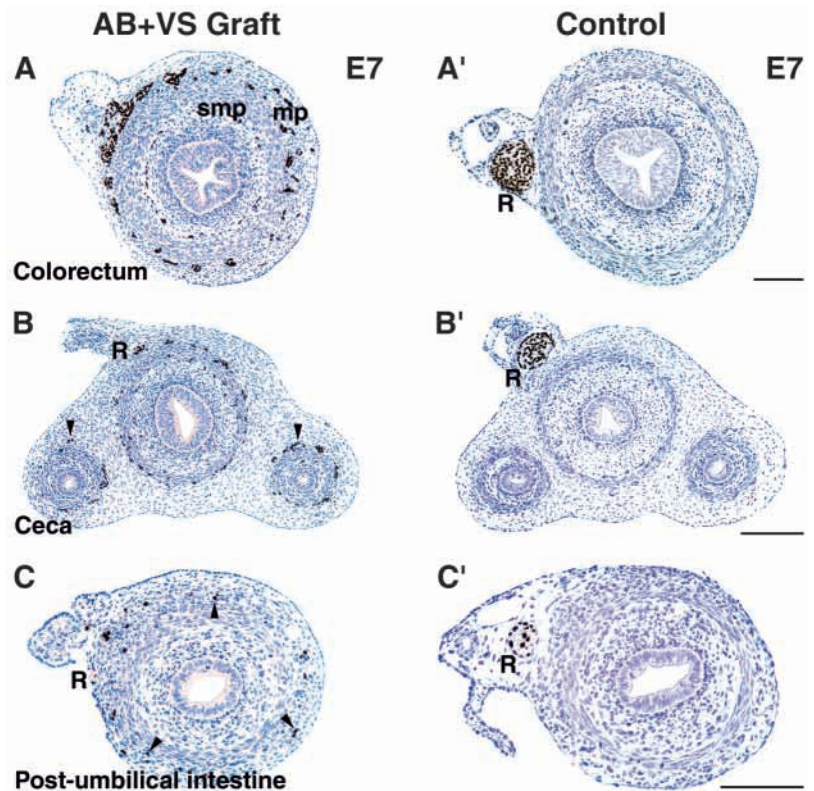 AB+VS Graft
Control
A
E7
smp
mp
Colorectum
A'
E7
R
B
R
Ceca
B'
R
C
R
Post-umbilical intestine
C'
R